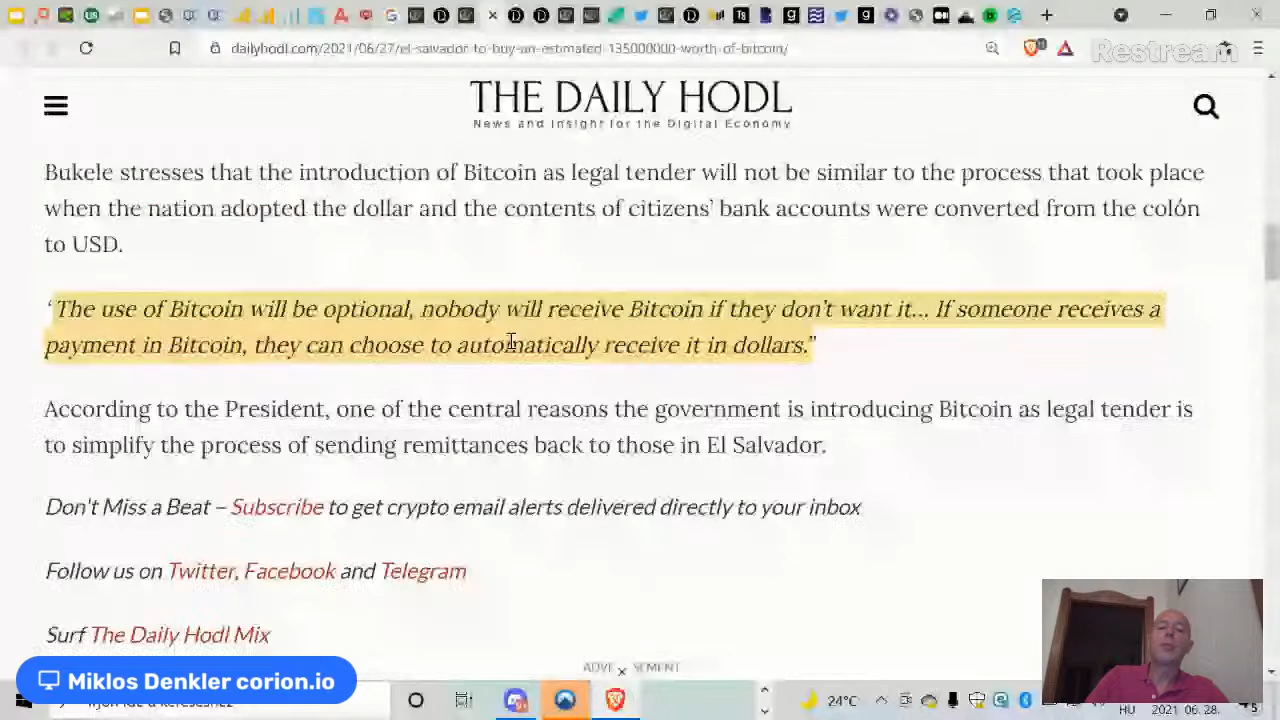 dailyhodl.com/2021/06/27/el-salvador-to-buy-an-estimated-135000000-worth-of-bitcoin/
Restream
THE DAILY HODL
News and Insight for the Digital Economy
Bukele stresses that the introduction of Bitcoin as legal tender will not be similar to the process that took place
when the nation adopted the dollar and the contents of citizens’ bank accounts were converted from the colón
to USD.
“The use of Bitcoin will be optional, nobody will receive Bitcoin if they don’t want it… If someone receives a
payment in Bitcoin, they can choose to automatically receive it in dollars.”
According to the President, one of the central reasons the government is introducing Bitcoin as legal tender is
to simplify the process of sending remittances back to those in El Salvador.
Don't Miss a Beat – Subscribe to get crypto email alerts delivered directly to your inbox
Follow us on Twitter, Facebook and Telegram
Surf The Daily Hodl Mix
Miklos Denkler corion.io
24°C
HU
2021. 06. 28.